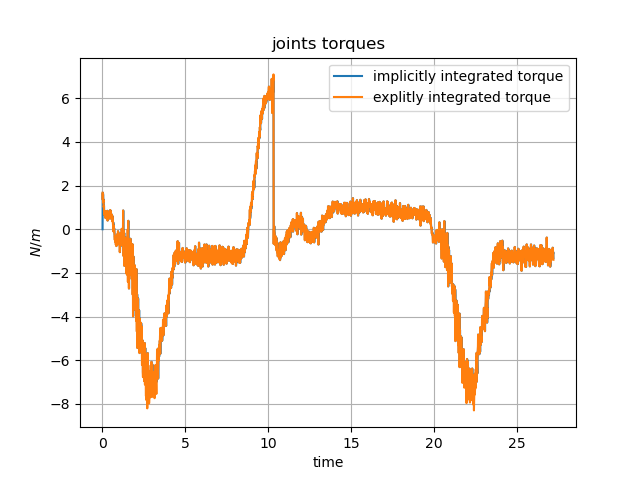 joints torques
implicitly integrated torque
explitly integrated torque
N/m
6
4
2
0
−2
−4
−6
−8
0 5 10 15 20 25
time